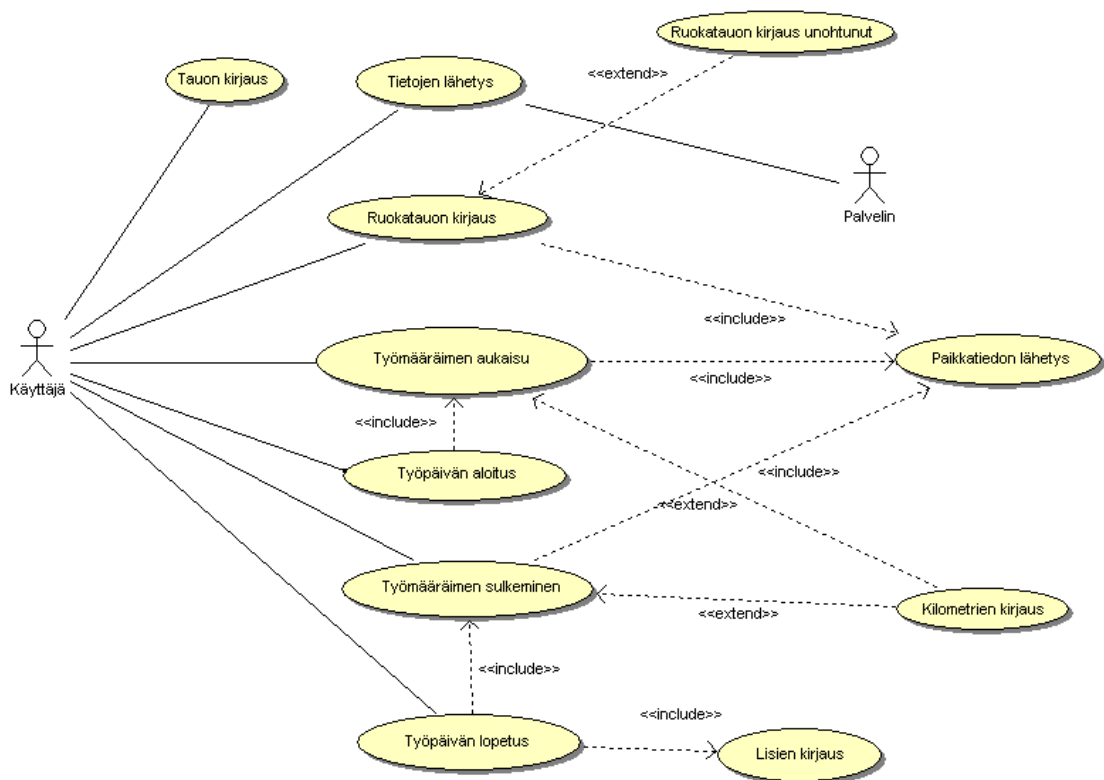 Ruokatauon kirjaus unohtunut
Tauon kirjaus
Tietojen lähetys
<<extend>>
Palvelin
Ruokatauon kirjaus
<<include>>
Käyttäjä
Työmääräimen aukaisu
<<include>>
Paikkatiedon lähetys
<<include>>
Työpäivän aloitus
<<include>>
<<extend>>
Työmääräimen sulkeminen
<<extend>>
Kilometrien kirjaus
<<include>>
Työpäivän lopetus
<<include>>
Lisien kirjaus